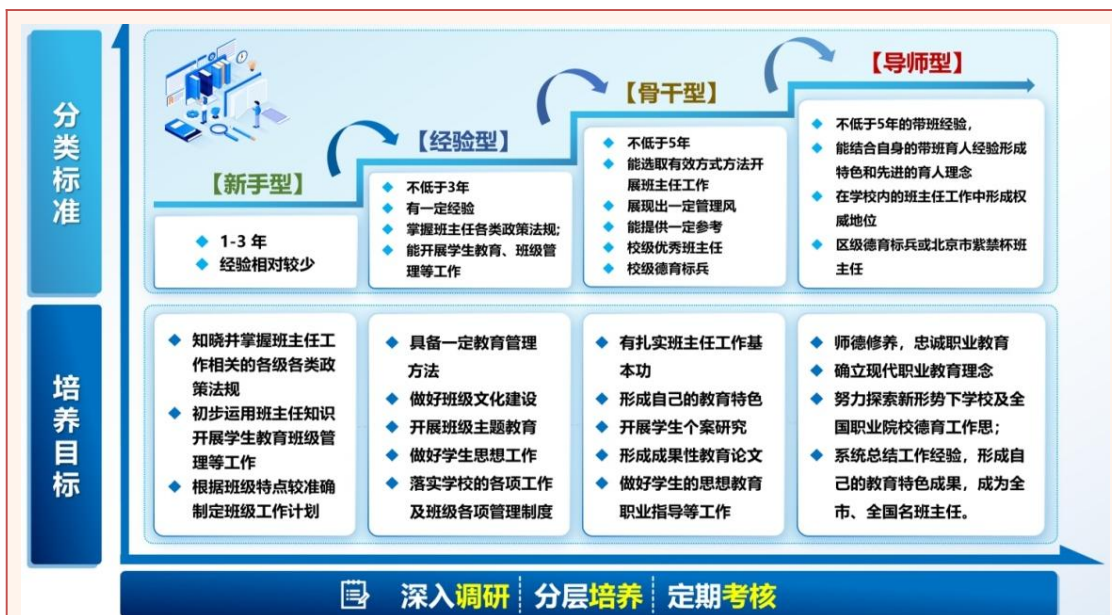 分类标准
【新手型】
◆ 1-3 年
◆ 经验相对较少
【经验型】
◆ 不低于3年
◆ 有一定经验
◆ 掌握班主任各类政策法规;
◆ 能开展学生教育、班级管
理等工作
【骨干型】
◆ 不低于5年
◆ 能选取有效方式方法开
展班主任工作
◆ 展现出一定管理风
◆ 能提供一定参考
◆ 校级优秀班主任
◆ 校级德育标兵
【导师型】
◆ 不低于5年的带班经验,
◆ 能结合自身的带班育人经验形成
特色和先进的育人理念
◆ 在学校内的班主任工作中形成权
威地位
◆ 区级德育标兵或北京市紫禁杯班
主任
培养目标
◆ 知晓并掌握班主任工
作相关的各级各类政
策法规
◆ 初步运用班主任知识
开展学生教育班级管
理等工作
◆ 根据班级特点较准确
制定班级工作计划
◆ 具备一定教育管理
方法
◆ 做好班级文化建设
◆ 开展班级主题教育
◆ 做好学生思想工作
◆ 落实学校的各项工作
及班级各项管理制度
◆ 有扎实班主任工作基
本功
◆ 形成自己的教育特色
◆ 开展学生个案研究
◆ 形成成果性教育论文
◆ 做好学生的思想教育
职业指导等工作
◆ 师德修养，忠诚职业教育
◆ 确立现代职业教育理念
◆ 努力探索新形势下学校及全
国职业院校德育工作思;
◆ 系统总结工作经验，形成自
己的教育特色成果，成为全
市、全国名班主任。
深入调研 分层培养 定期考核